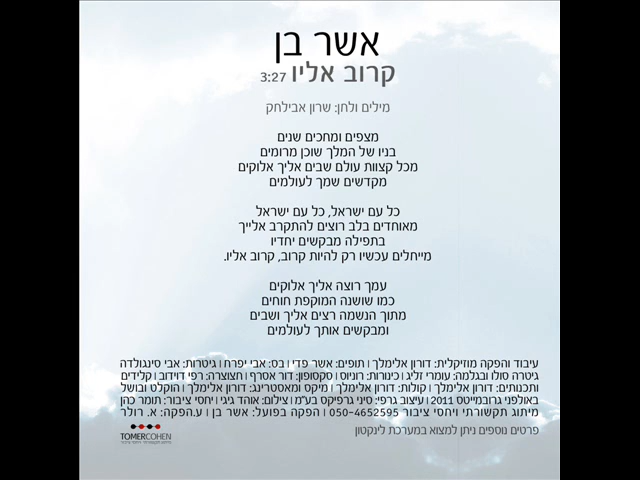 אשר בן
קרוב אליו 3:27
מילים ולחן: שרון אבילחק
מצפים ומחכים שנים
בניו של המלך שוכן מרומים
מכל קצוות עולם שבים אליך אלוקים
מקדשים שמך לעולמים
כל עם ישראל, כל עם ישראל
מאוחדים בלב רוצים להתקרב אלייך
בתפילה מבקשים יחדיו
מייחלים עכשיו רק להיות קרוב, קרוב אליו.
עמך רוצה אליך אלוקים
כמו שושנה המוקפת חוחים
מתוך הנשמה רצים אליך ושבים
ומבקשים אותך לעולמים
עיבוד והפקה מוזיקלית: דורון אלימלך | תופים: אשר פדי | בס: אבי יפרח | גיטרות: אבי סינגולדה
גיטרה סולו ובגלמה: עומרי זליג | כינורות: רוניוס | סקסופון: דור אסרף | חצוצרה: רפי דוידוב | קלידים
ותכנותים: דורון אלימלך | קולות: דורון אלימלך | מיקס ומאסטרינג: דורון אלימלך | הוקלט ובושל
באולפני גרובמייטס 2011 | עיצוב גרפי: סיני גרפיקס בע"מ | צילום: אוהד גיגי | יחסי ציבור: תומר כהן
מיתוג תקשורתי ויחסי ציבור 050-4652595 | הפקה בפועל: אשר בן | ע.הפקה: א. רולר
פרטים נוספים ניתן למצוא במערכת לינקטון
TOMERCOHEN